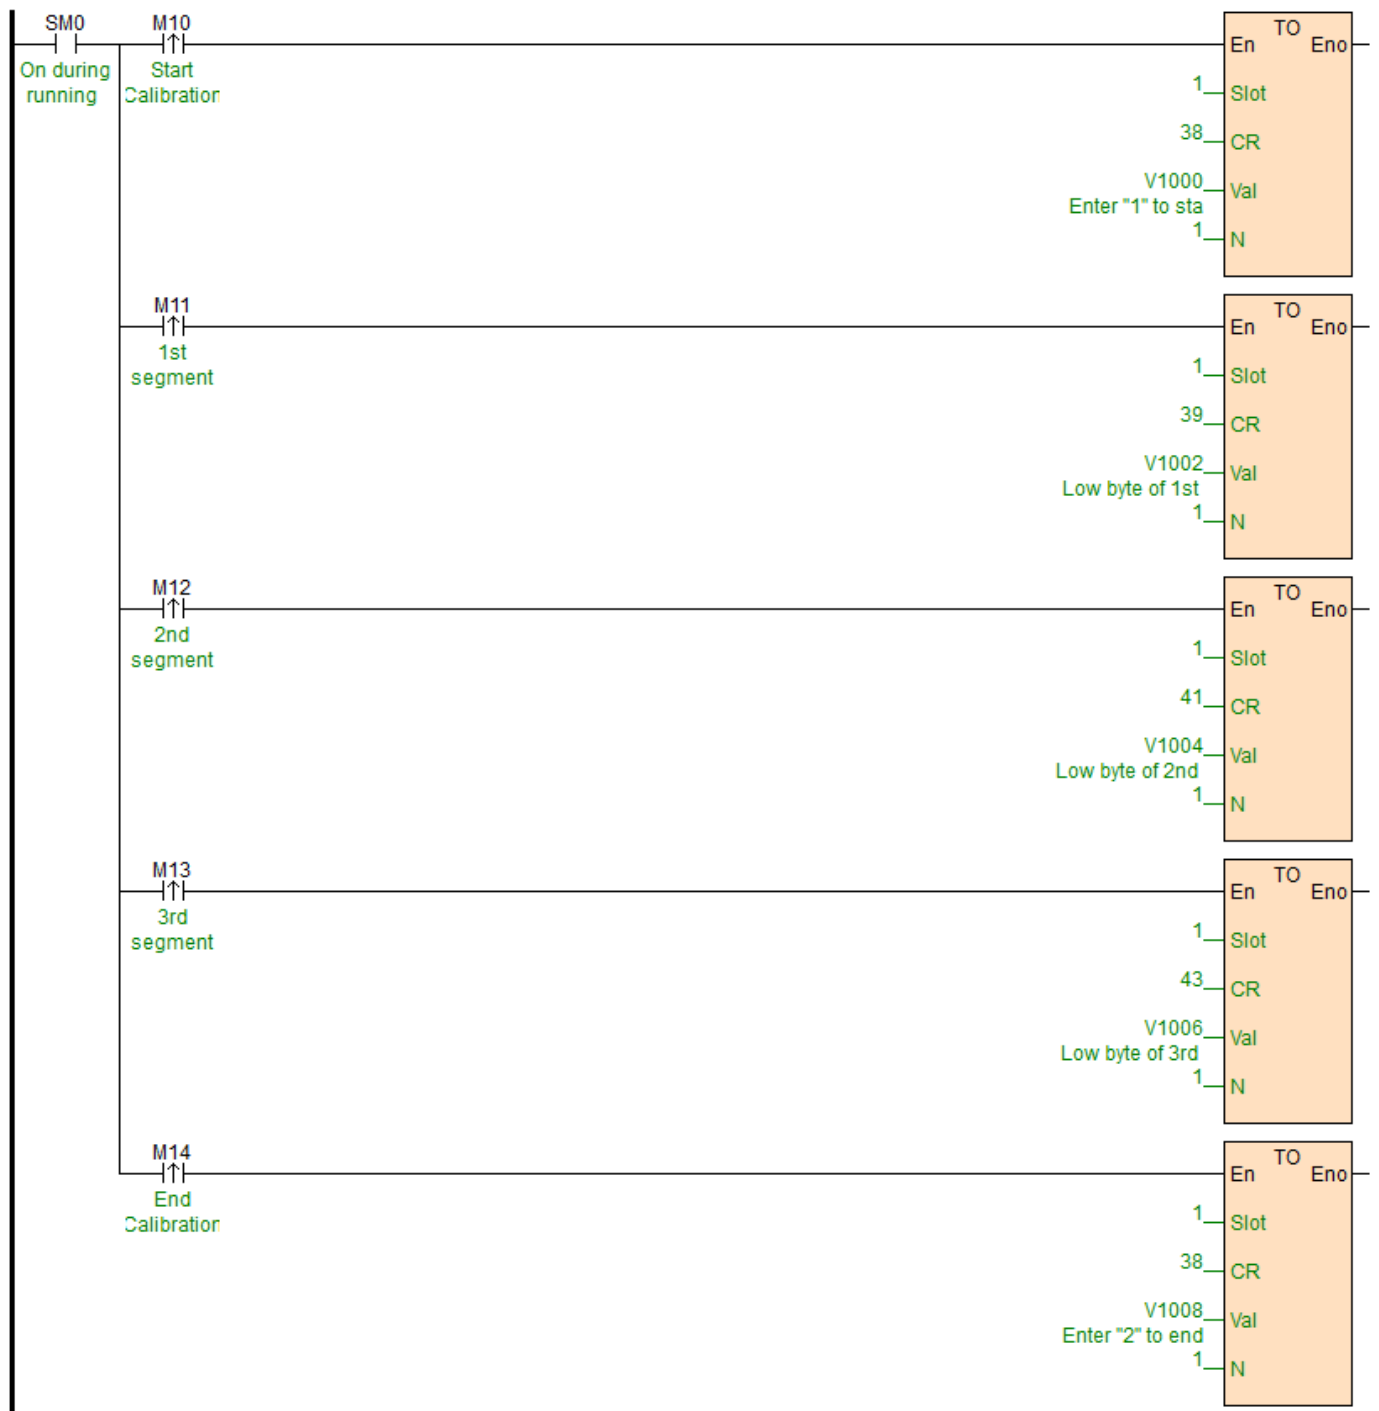 SM0
On during
running
M10
Start
Calibration
TO
En
Eno
1
Slot
38
CR
V1000
Val
Enter "1" to sta
1
N
M11
1st
segment
TO
En
Eno
1
Slot
39
CR
V1002
Val
Low byte of 1st
1
N
M12
2nd
segment
TO
En
Eno
1
Slot
41
CR
V1004
Val
Low byte of 2nd
1
N
M13
3rd
segment
TO
En
Eno
1
Slot
43
CR
V1006
Val
Low byte of 3rd
1
N
M14
End
Calibration
TO
En
Eno
1
Slot
38
CR
V1008
Val
Enter "2" to end
1
N